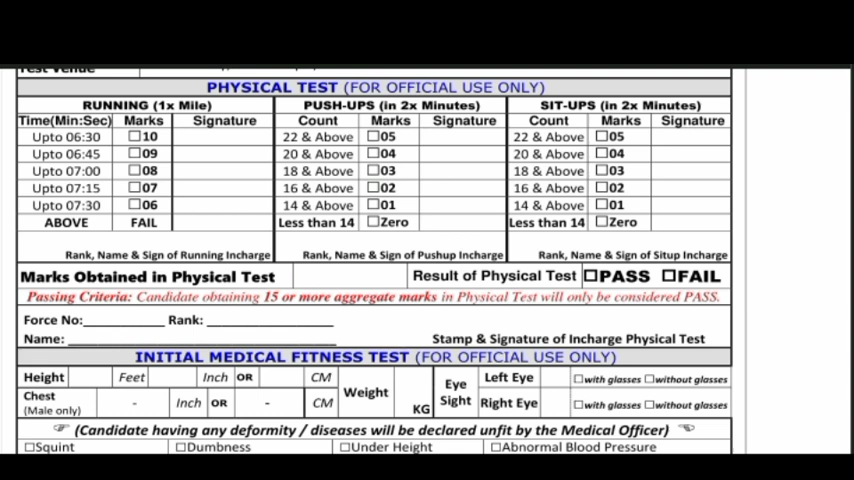 Test Venue
PHYSICAL TEST (FOR OFFICIAL USE ONLY)
RUNNING (1x Mile) PUSH-UPS (in 2x Minutes) SIT-UPS (in 2x Minutes)
Time(Min:Sec) Marks Signature Count Marks Signature Count Marks Signature
Upto 06:30 ☐10 22 & Above ☐05 22 & Above ☐05
Upto 06:45 ☐09 20 & Above ☐04 20 & Above ☐04
Upto 07:00 ☐08 18 & Above ☐03 18 & Above ☐03
Upto 07:15 ☐07 16 & Above ☐02 16 & Above ☐02
Upto 07:30 ☐06 14 & Above ☐01 14 & Above ☐01
ABOVE FAIL Less than 14 ☐Zero Less than 14 ☐Zero
Rank, Name & Sign of Running Incharge Rank, Name & Sign of Pushup Incharge Rank, Name & Sign of Situp Incharge
Marks Obtained in Physical Test Result of Physical Test ☐PASS ☐FAIL
Passing Criteria: Candidate obtaining 15 or more aggregate marks in Physical Test will only be considered PASS.
Force No:__________ Rank: __________
Name: __________ Stamp & Signature of Incharge Physical Test
INITIAL MEDICAL FITNESS TEST (FOR OFFICIAL USE ONLY)
Height Feet Inch OR CM Weight KG Eye Sight Left Eye ☐with glasses ☐without glasses
Chest (Male only) - Inch OR - CM Right Eye ☐with glasses ☐without glasses
(Candidate having any deformity / diseases will be declared unfit by the Medical Officer)
☐Squint ☐Dumbness ☐Under Height ☐Abnormal Blood Pressure